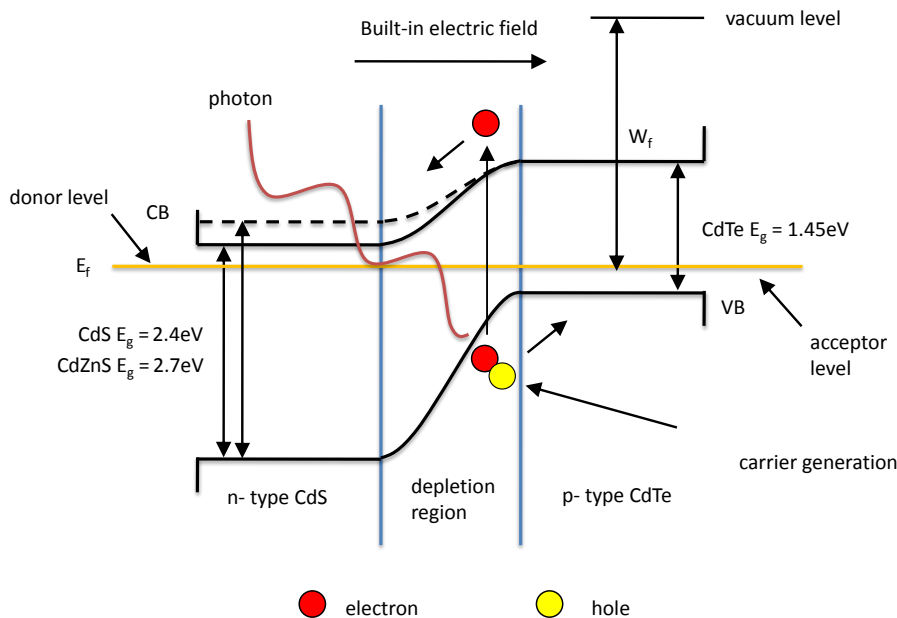 vacuum level
Built-in electric field
photon
W_f
donor level
CB
CdTe E_g = 1.45eV
E_f
VB
CdS E_g = 2.4eV
CdZnS E_g = 2.7eV
acceptor
level
carrier generation
n- type CdS
depletion
region
p- type CdTe
electron
hole